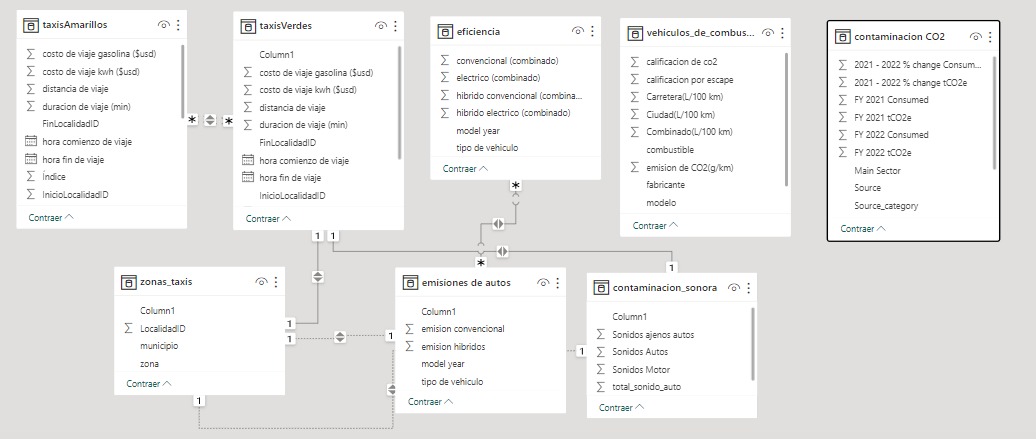 taxisAmarillos
costo de viaje gasolina ($usd)
costo de viaje kwh ($usd)
distancia de viaje
duracion de viaje (min)
FinLocalidadID
hora comienzo de viaje
hora fin de viaje
Índice
InicioLocalidadID
Contraer
taxisVerdes
Column1
costo de viaje gasolina ($usd)
costo de viaje kwh ($usd)
distancia de viaje
duracion de viaje (min)
FinLocalidadID
hora comienzo de viaje
hora fin de viaje
InicioLocalidadID
Contraer
eficiencia
convencional (combinado)
electrico (combinado)
hibrido convencional (combina...
hibrido electrico (combinado)
model year
tipo de vehiculo
Contraer
vehiculos_de_combus...
calificacion de co2
calificacion por escape
Carretera(L/100 km)
Ciudad(L/100 km)
Combinado(L/100 km)
combustible
emision de CO2(g/km)
fabricante
modelo
Contraer
contaminacion CO2
2021 - 2022 % change Consum...
2021 - 2022 % change tCO2e
FY 2021 Consumed
FY 2021 tCO2e
FY 2022 Consumed
FY 2022 tCO2e
Main Sector
Source
Source_category
Contraer
* *
1 1
*
*
1
zonas_taxis
Column1
LocalidadID
municipio
zona
Contraer
1
1
1
emisiones de autos
Column1
emision convencional
emision hibridos
model year
tipo de vehiculo
Contraer
1
1
contaminacion_sonora
Column1
Sonidos ajenos autos
Sonidos Autos
Sonidos Motor
total_sonido_auto
Contraer